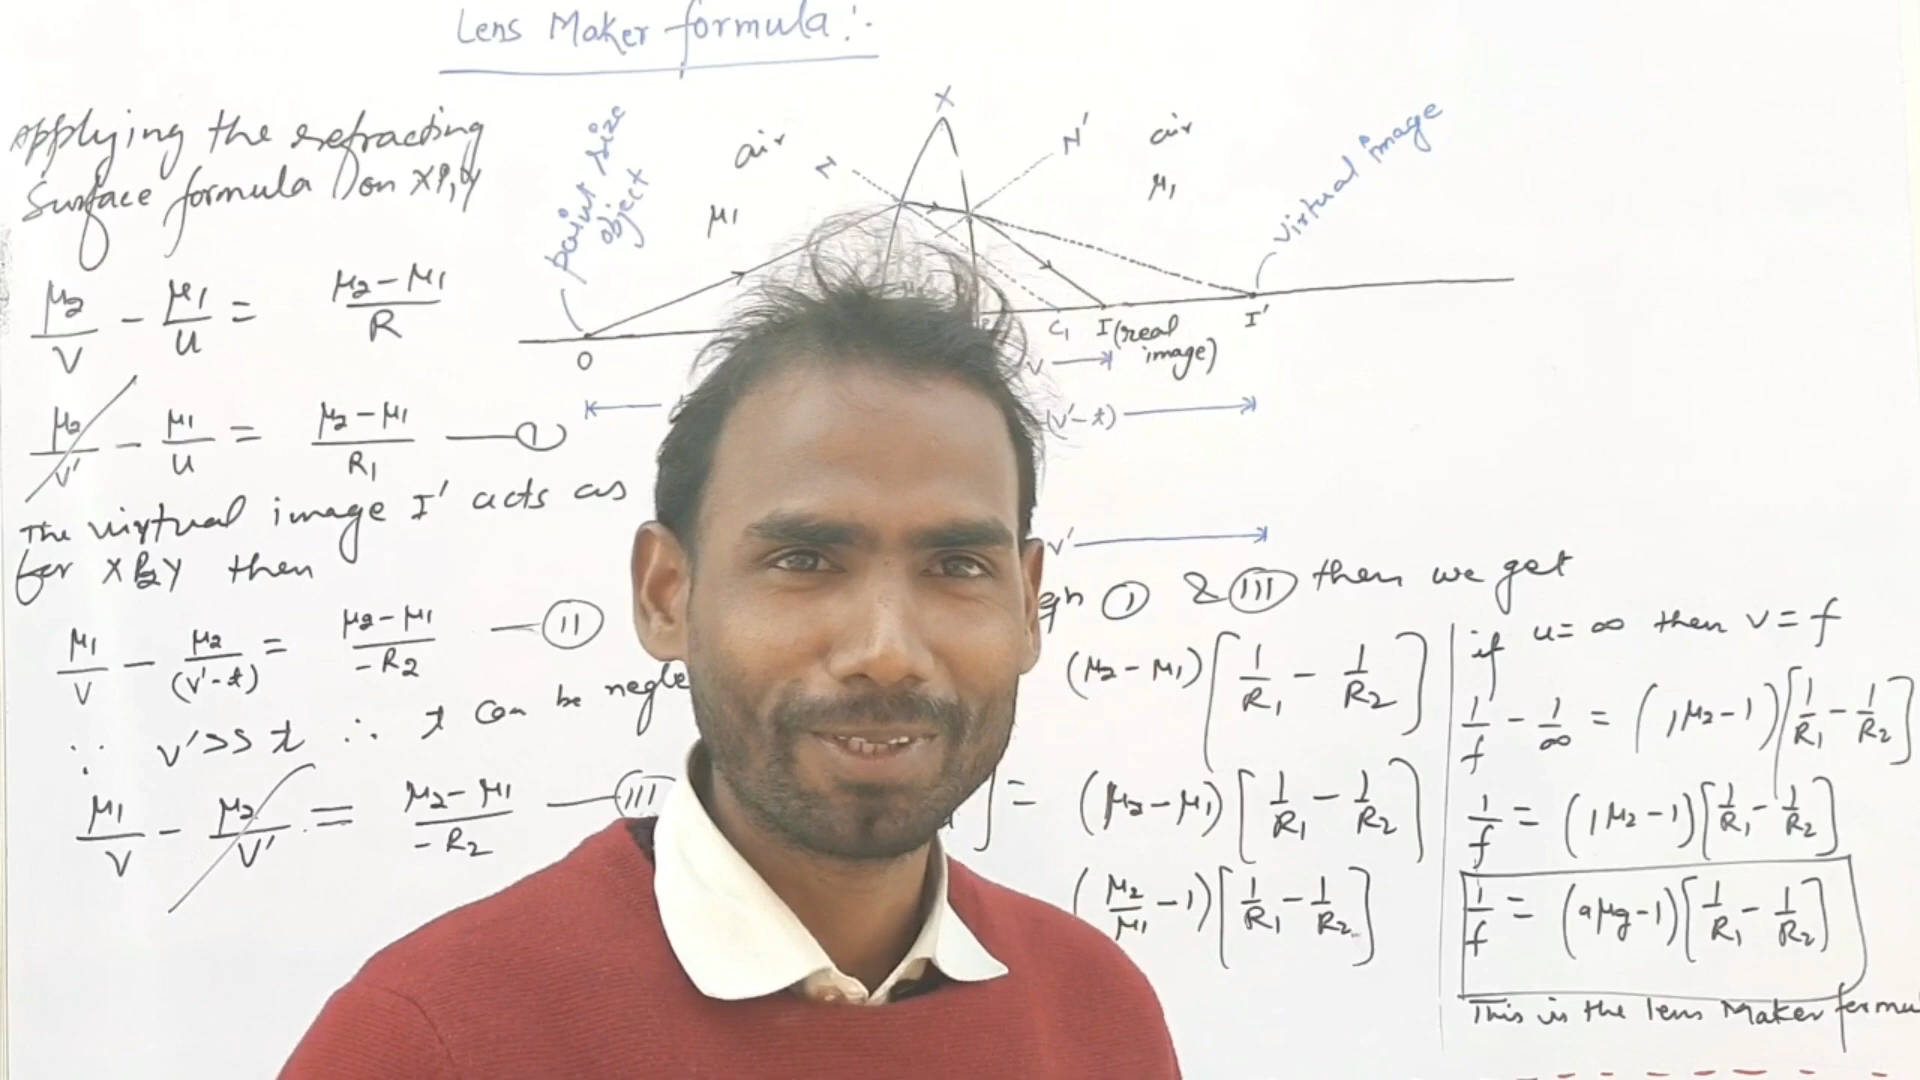 Lens Maker formula :-
Applying the refracting
Surface formula on XP₁Y
μ₂/V - μ₁/u = μ₂-μ₁/R
μ₂/V' - μ₁/u = μ₂-μ₁/R₁ —— I
The virtual image I' acts as
for XP₂Y then
μ₁/V - μ₂/(V'-t) = μ₂-μ₁/-R₂ — II
∵ V'>> t ∴ t can be negle
μ₁/V - μ₂/V' = μ₂-μ₁/-R₂ — III
point size
object
air
μ₁
N
X
N'
air
μ₁
virtual image
O
C₁
I (real
image)
I'
V
(V'-t)
V'
eqn I & III then we get
(μ₂-μ₁)[1/R₁ - 1/R₂]
] = (μ₂-μ₁)[1/R₁ - 1/R₂]
(μ₂/μ₁ - 1)[1/R₁ - 1/R₂]
if u = ∞ then v = f
1/f - 1/∞ = (₁μ₂-1)[1/R₁ - 1/R₂]
1/f = (₁μ₂-1)[1/R₁ - 1/R₂]
1/f = (aμg-1)[1/R₁ - 1/R₂]
This is the lens Maker formu